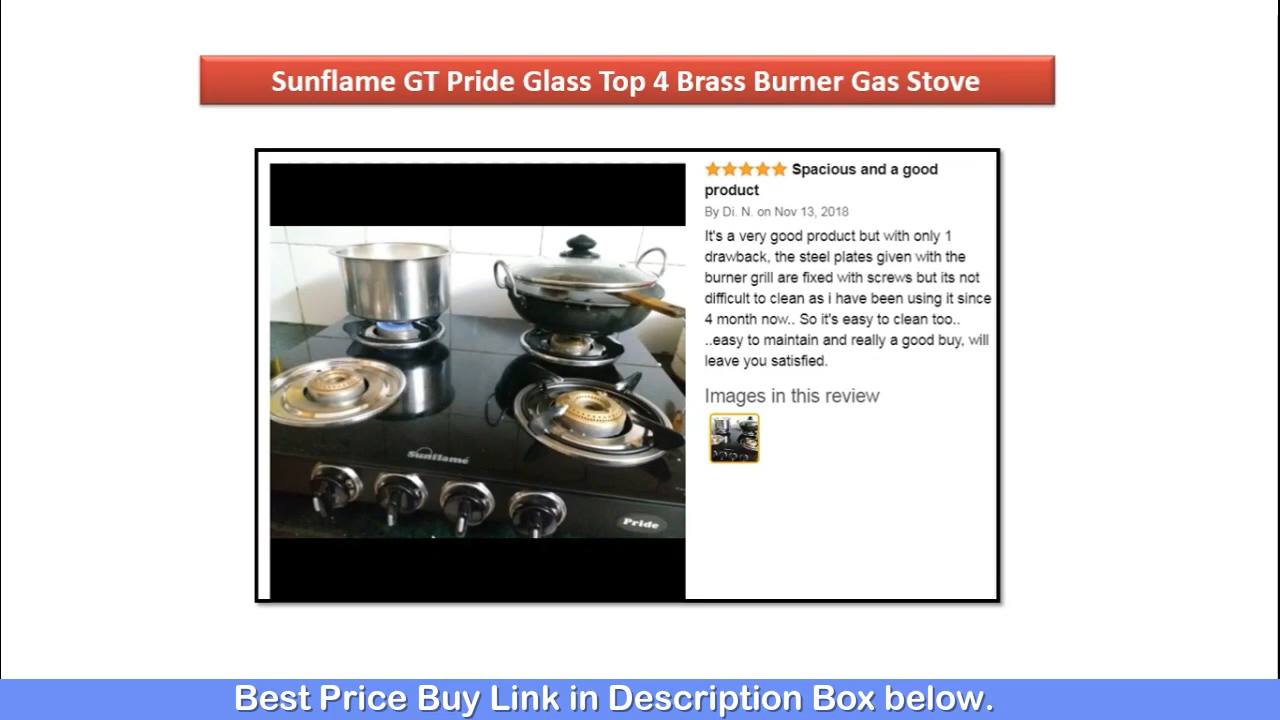 Sunflame GT Pride Glass Top 4 Brass Burner Gas Stove
Spacious and a good
product
By Di. N. on Nov 13, 2018
It's a very good product but with only 1
drawback, the steel plates given with the
burner grill are fixed with screws but its not
difficult to clean as i have been using it since
4 month now.. So it's easy to clean too..
..easy to maintain and really a good buy, will
leave you satisfied.
Images in this review
Sunflame
Pride
Best Price Buy Link in Description Box below.